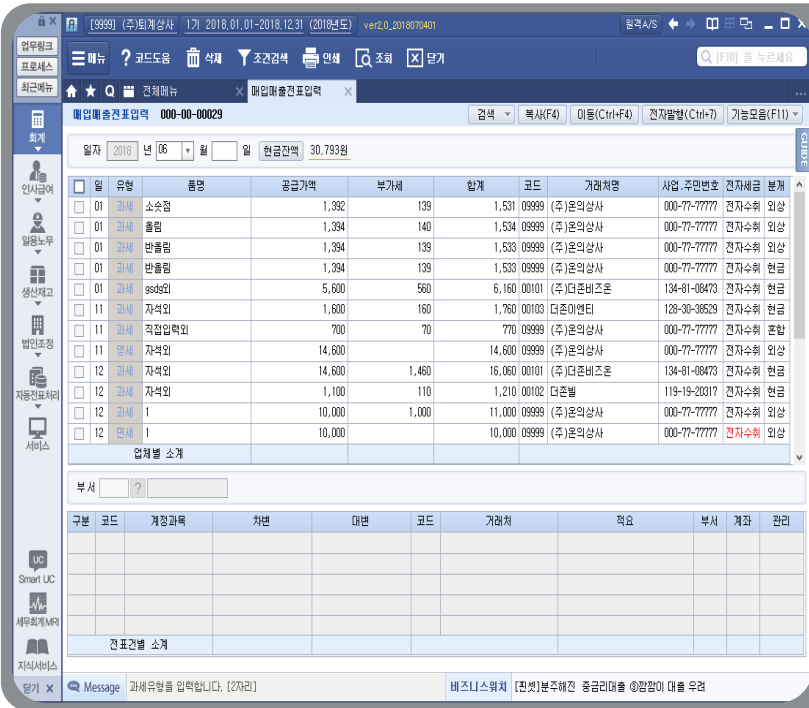 [9999] (주)퇴계상사 1기 2018.01.01-2018.12.31 (2018년도) ver2.0_2018070401 원격A/S
업무링크
프로세스
최근메뉴
메뉴 ? 코드도움 삭제 조건검색 인쇄 조회 닫기 [F10] 을 누르세요
전체메뉴 매입매출전표입력
매입매출전표입력 000-00-00029 검색 복사(F4) 이동(Ctrl+F4) 전자발행(Ctrl+7) 기능모음(F11)
GUIDE
일자 2018 년 06 월 일 현금잔액 30,793원
일 유형 품명 공급가액 부가세 합계 코드 거래처명 사업.주민번호 전자세금 분개
01 과세 소숫점 1,392 139 1,531 09999 (주)온의상사 000-77-77777 전자수취 외상
01 과세 올림 1,394 140 1,534 09999 (주)온의상사 000-77-77777 전자수취 외상
01 과세 반올림 1,394 139 1,533 09999 (주)온의상사 000-77-77777 전자수취 외상
01 과세 반올림 1,394 139 1,533 09999 (주)온의상사 000-77-77777 전자수취 현금
01 과세 gsdg외 5,600 560 6,160 00101 (주)더존비즈온 134-81-08473 전자수취 현금
11 과세 자석외 1,600 160 1,760 00103 더존이엔티 128-30-38529 전자수취 현금
11 과세 직접입력외 700 70 770 09999 (주)온의상사 000-77-77777 전자수취 혼합
11 영세 자석외 14,600 14,600 09999 (주)온의상사 000-77-77777 전자수취 외상
12 과세 자석외 14,600 1,460 16,060 00101 (주)더존비즈온 134-81-08473 전자수취 현금
12 과세 자석외 1,100 110 1,210 00102 더존빌 119-19-20317 전자수취 현금
12 과세 1 10,000 1,000 11,000 09999 (주)온의상사 000-77-77777 전자수취 외상
12 면세 1 10,000 10,000 09999 (주)온의상사 000-77-77777 전자수취 외상
업체별 소계
부서 ?
구분 코드 계정과목 차변 대변 코드 거래처 적요 부서 계좌 관리
전표건별 소계
회계
인사급여
일용노무
생산재고
법인조정
자동전표처리
서비스
UC
Smart UC
세무회계MRI
지식서비스
닫기 x
Message 과세유형을 입력합니다. [2자리] 비즈니스워치 [핀셋]분주해진 중금리대출 ③깜깜이 대출 우려